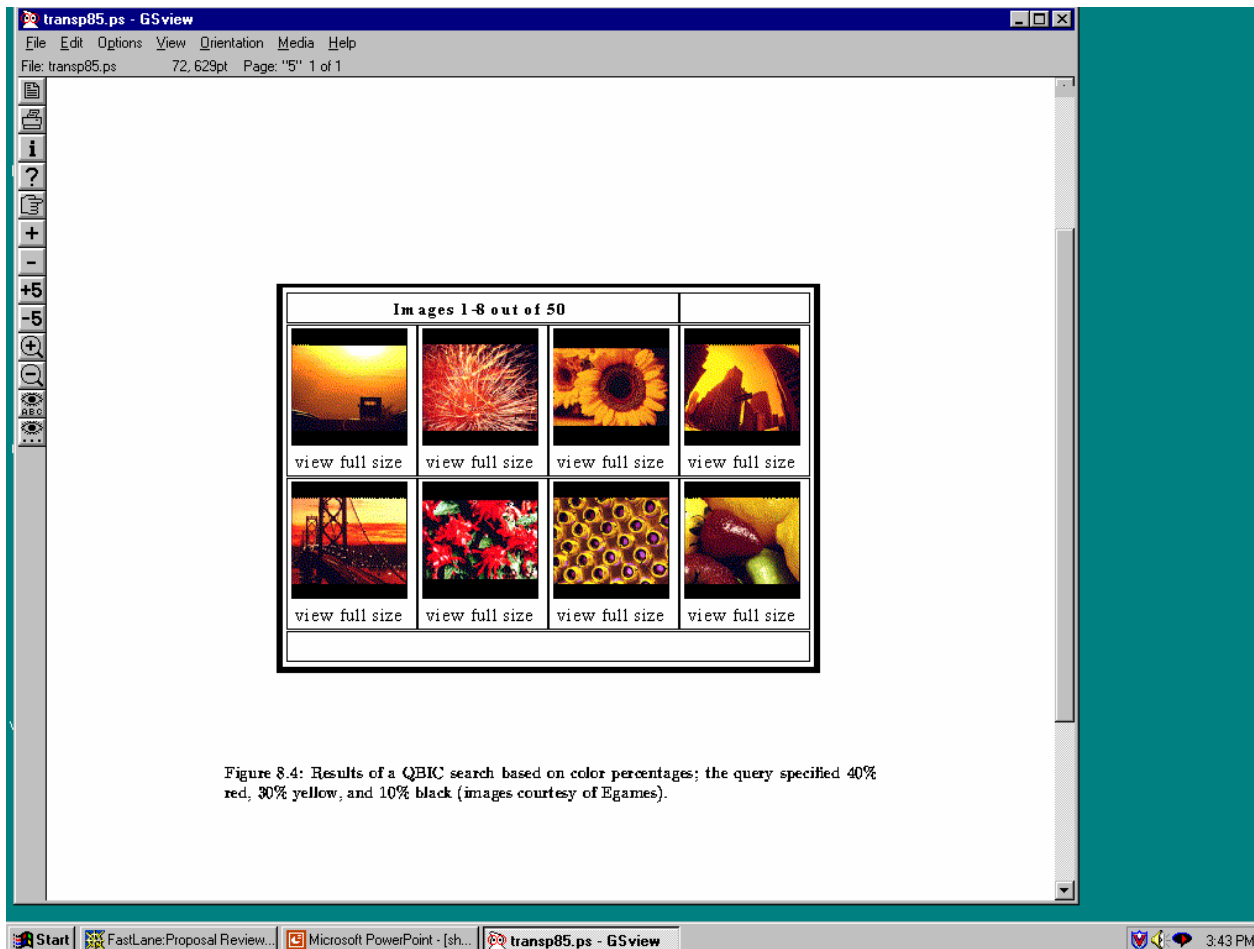 transp85.ps - GSview
File Edit Options View Orientation Media Help
File: transp85.ps 72, 629pt Page: "5" 1 of 1
i
?
+
-
+5
-5
ABC
Images 1-8 out of 50
view full size view full size view full size view full size
view full size view full size view full size view full size
Figure 8.4: Results of a QBIC search based on color percentages; the query specified 40%
red, 30% yellow, and 10% black (images courtesy of Egames).
Start FastLane:Proposal Review... Microsoft PowerPoint - [sh... transp85.ps - GSview 3:43 PM